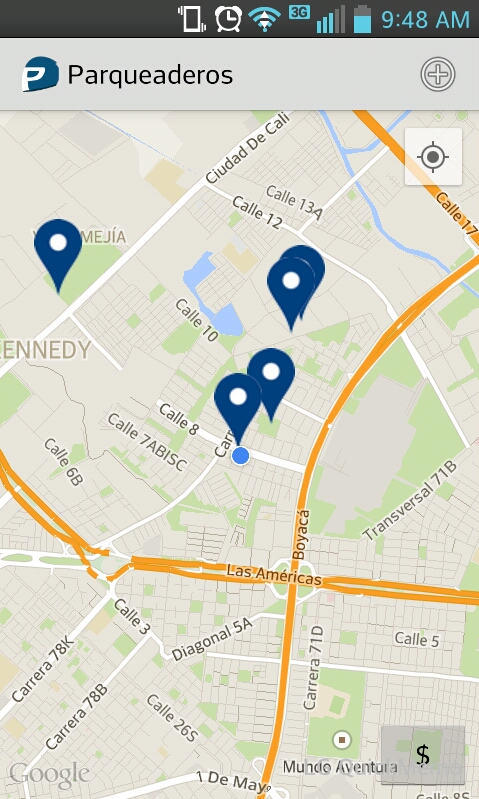 3G 9:48 AM
P Parqueaderos
Ciudad De Cali
Calle 13A
Calle 12
Calle 17
MEJÍA
Calle 10
ENNEDY
Calle 8
Calle 7ABISC
Calle 6B
Transversal 71B
Boyacá
Las Américas
Calle 3
Diagonal 5A
Calle 5
Carrera 78K
Carrera 78B
Carrera 71D
Calle 26S
Mundo Aventura
$
Google
1 De May
Calle 8S